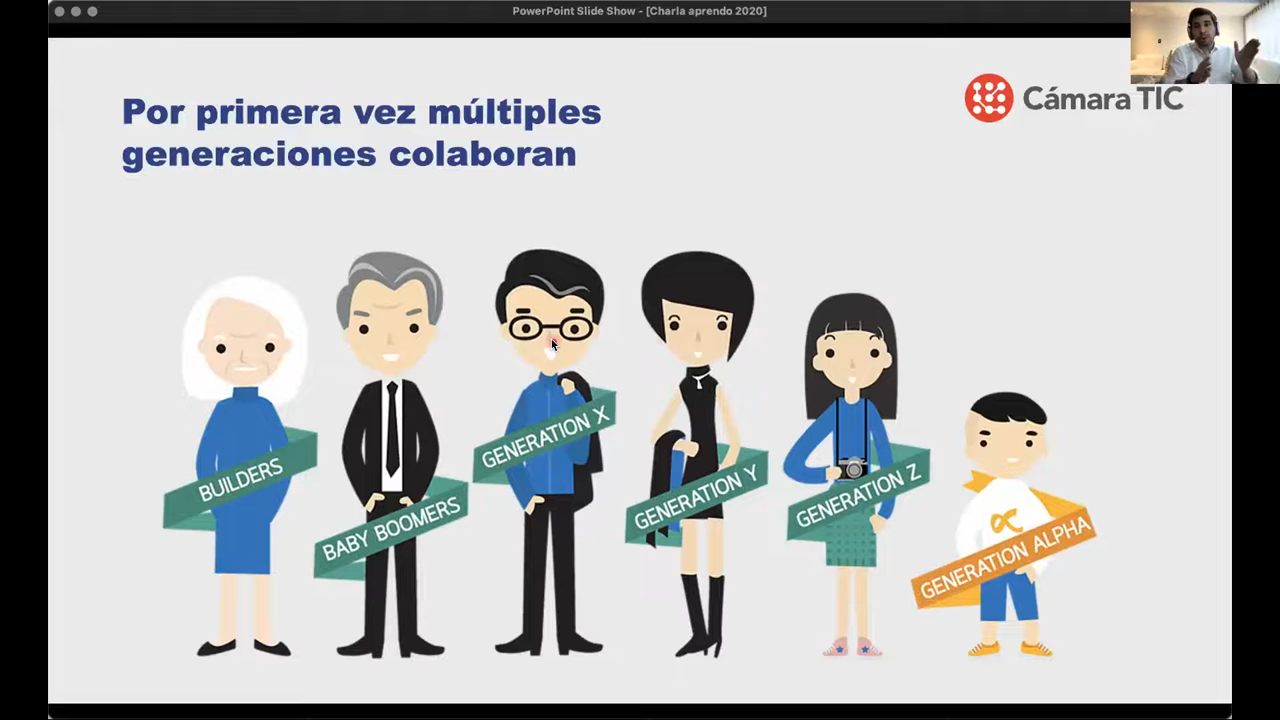 PowerPoint Slide Show - [Charla aprendo 2020]
Cámara TIC
Por primera vez múltiples
generaciones colaboran
BUILDERS
BABY BOOMERS
GENERATION X
GENERATION Y
GENERATION Z
GENERATION ALPHA